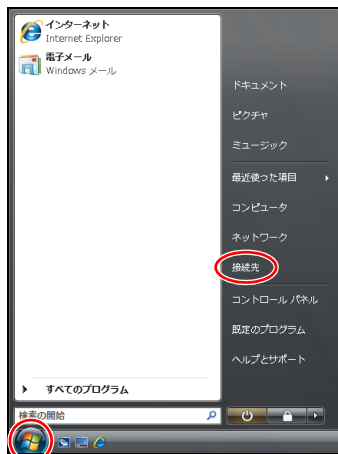 インターネット
Internet Explorer
電子メール
Windows メール
ドキュメント
ピクチャ
ミュージック
最近使った項目
コンピュータ
ネットワーク
接続先
コントロール パネル
既定のプログラム
ヘルプとサポート
すべてのプログラム
検索の開始